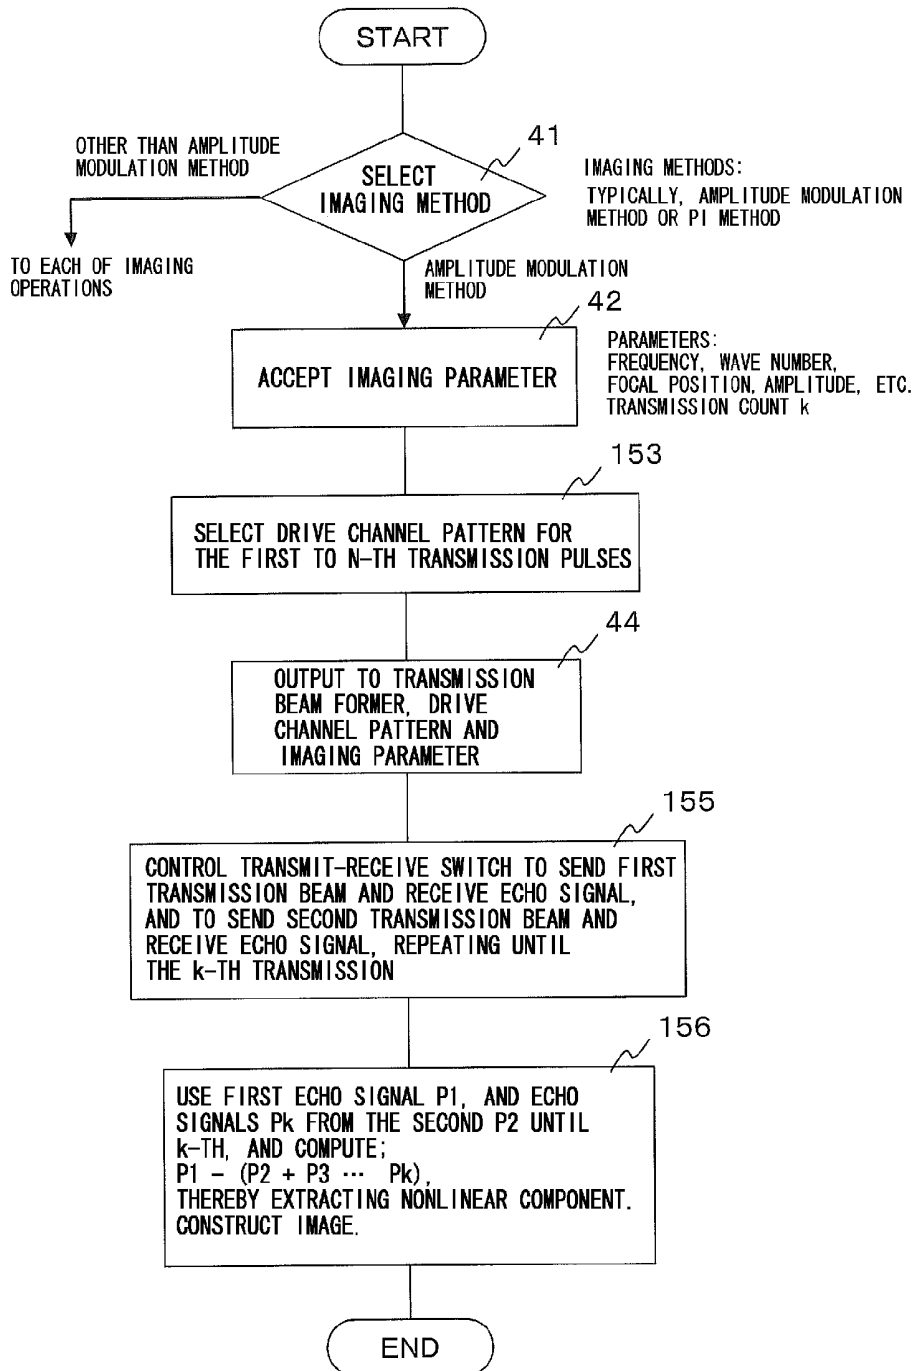 START
41
OTHER THAN AMPLITUDE
MODULATION METHOD
SELECT
IMAGING METHOD
IMAGING METHODS:
TYPICALLY, AMPLITUDE MODULATION
METHOD OR PI METHOD
TO EACH OF IMAGING
OPERATIONS
AMPLITUDE MODULATION
METHOD
42
ACCEPT IMAGING PARAMETER
PARAMETERS:
FREQUENCY, WAVE NUMBER,
FOCAL POSITION, AMPLITUDE, ETC.
TRANSMISSION COUNT k
153
SELECT DRIVE CHANNEL PATTERN FOR
THE FIRST TO N-TH TRANSMISSION PULSES
44
OUTPUT TO TRANSMISSION
BEAM FORMER, DRIVE
CHANNEL PATTERN AND
IMAGING PARAMETER
155
CONTROL TRANSMIT-RECEIVE SWITCH TO SEND FIRST
TRANSMISSION BEAM AND RECEIVE ECHO SIGNAL,
AND TO SEND SECOND TRANSMISSION BEAM AND
RECEIVE ECHO SIGNAL, REPEATING UNTIL
THE k-TH TRANSMISSION
156
USE FIRST ECHO SIGNAL P1, AND ECHO
SIGNALS Pk FROM THE SECOND P2 UNTIL
k-TH, AND COMPUTE;
P1 - (P2 + P3 ··· Pk),
THEREBY EXTRACTING NONLINEAR COMPONENT.
CONSTRUCT IMAGE.
END